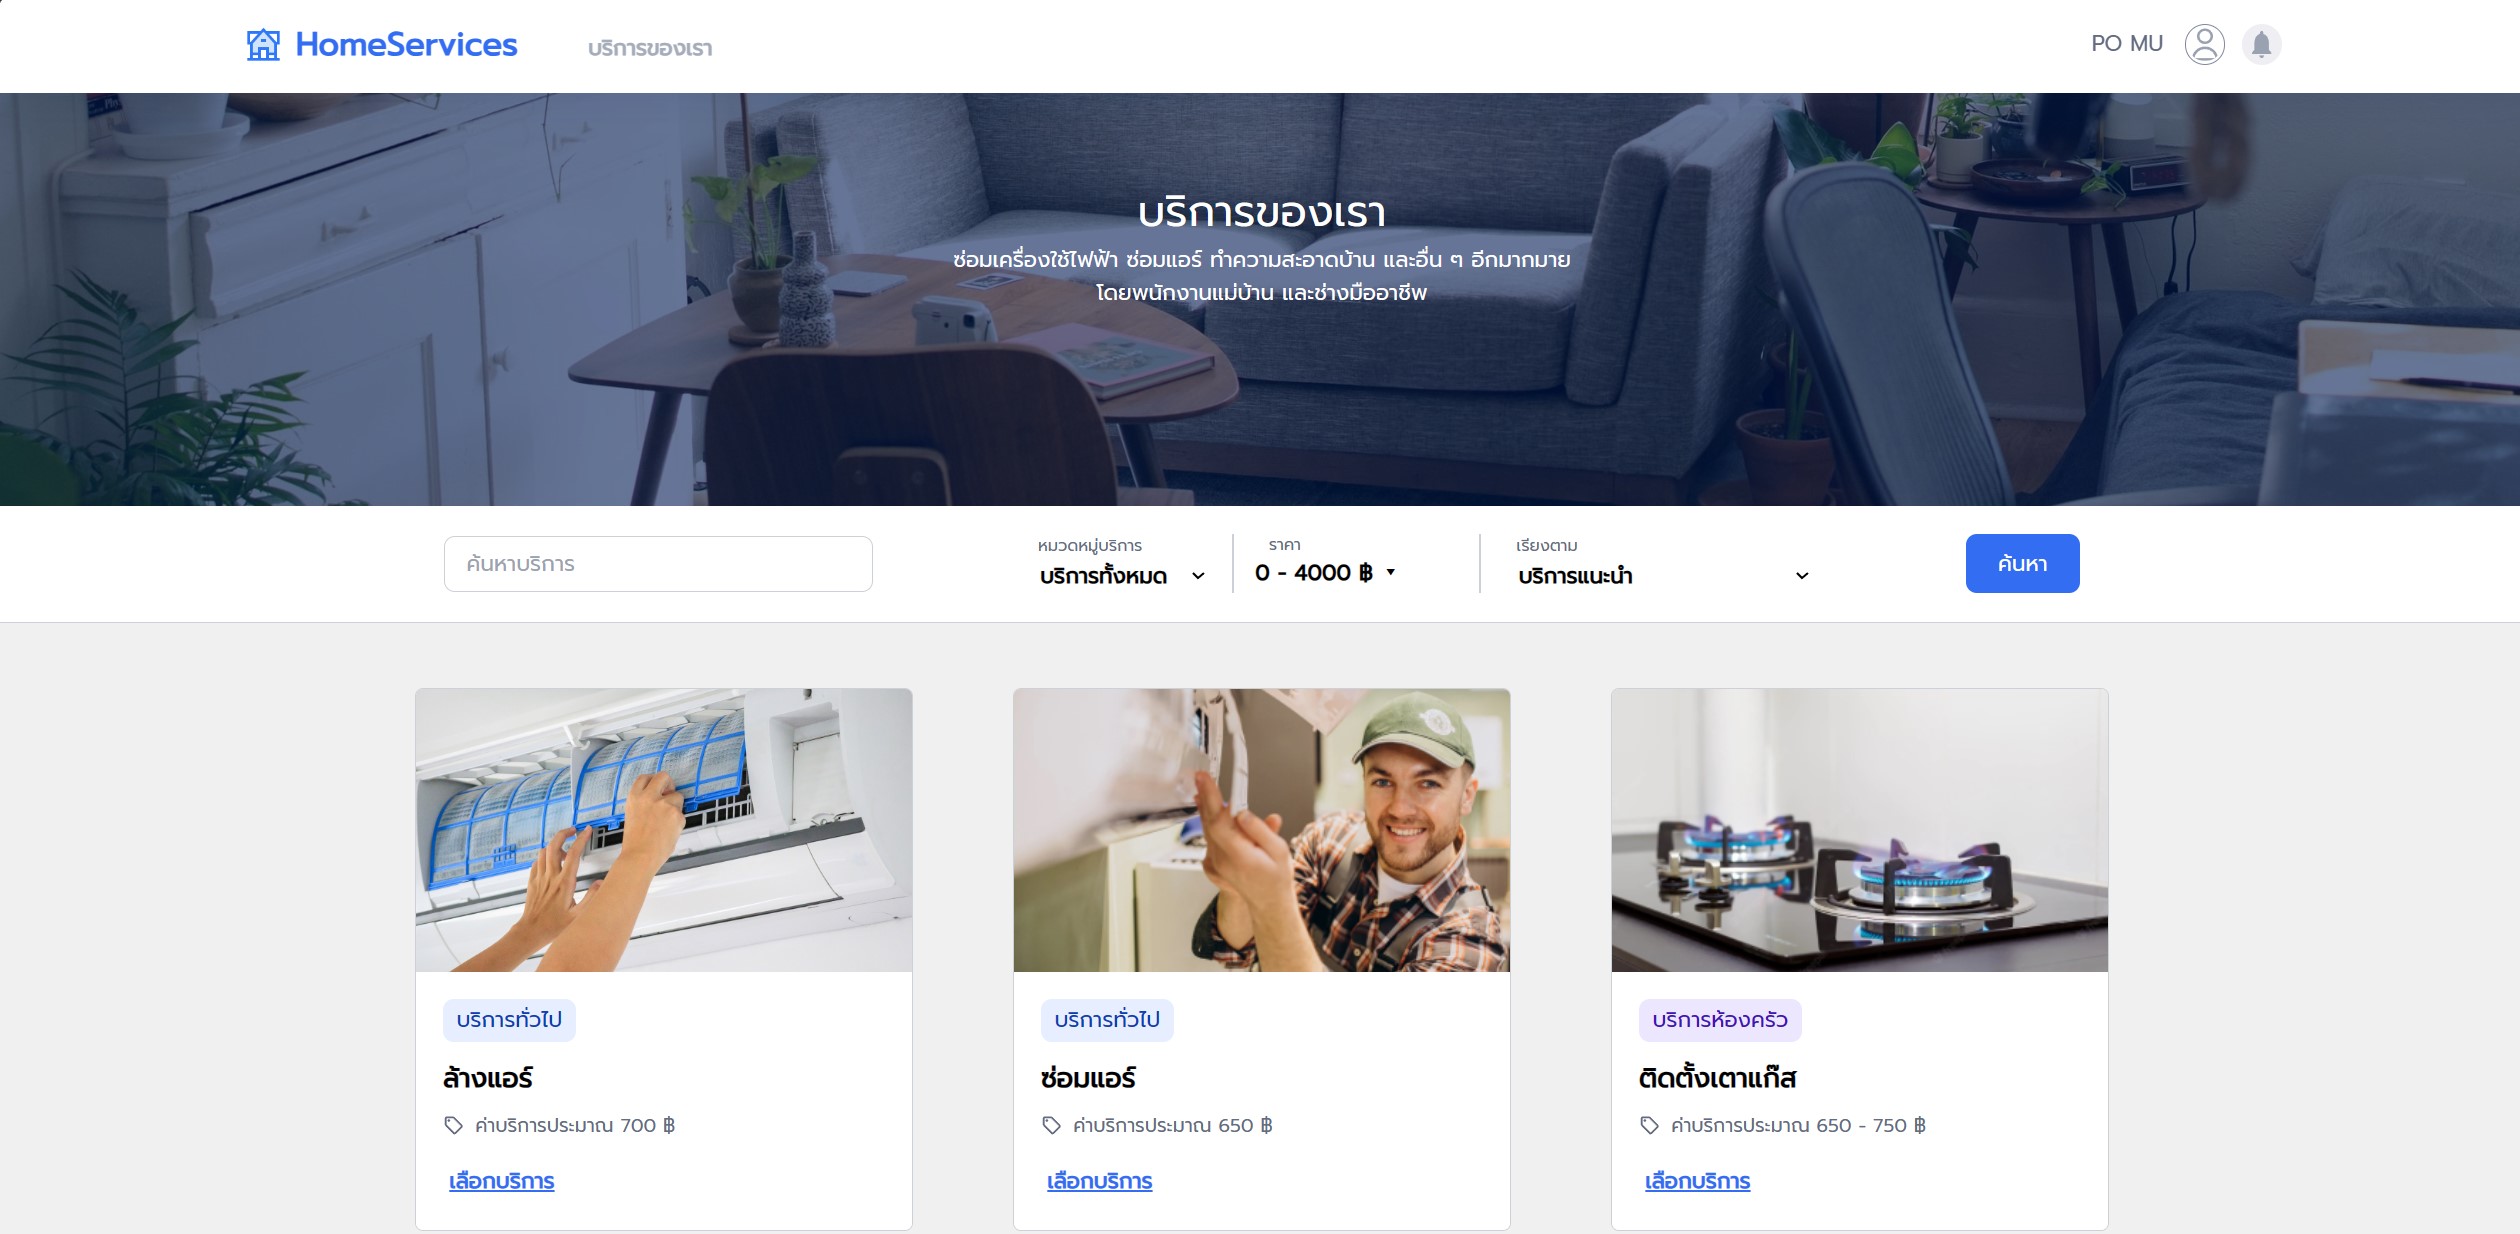 HomeServices
บริการของเรา
PO MU
บริการของเรา
ซ่อมเครื่องใช้ไฟฟ้า ซ่อมแอร์ ทำความสะอาดบ้าน และอื่น ๆ อีกมากมาย
โดยพนักงานแม่บ้าน และช่างมืออาชีพ
ค้นหาบริการ
หมวดหมู่บริการ
บริการทั้งหมด
ราคา
0 - 4000 ฿
เรียงตาม
บริการแนะนำ
ค้นหา
บริการทั่วไป
ล้างแอร์
ค่าบริการประมาณ 700 ฿
เลือกบริการ
บริการทั่วไป
ซ่อมแอร์
ค่าบริการประมาณ 650 ฿
เลือกบริการ
บริการห้องครัว
ติดตั้งเตาแก๊ส
ค่าบริการประมาณ 650 - 750 ฿
เลือกบริการ